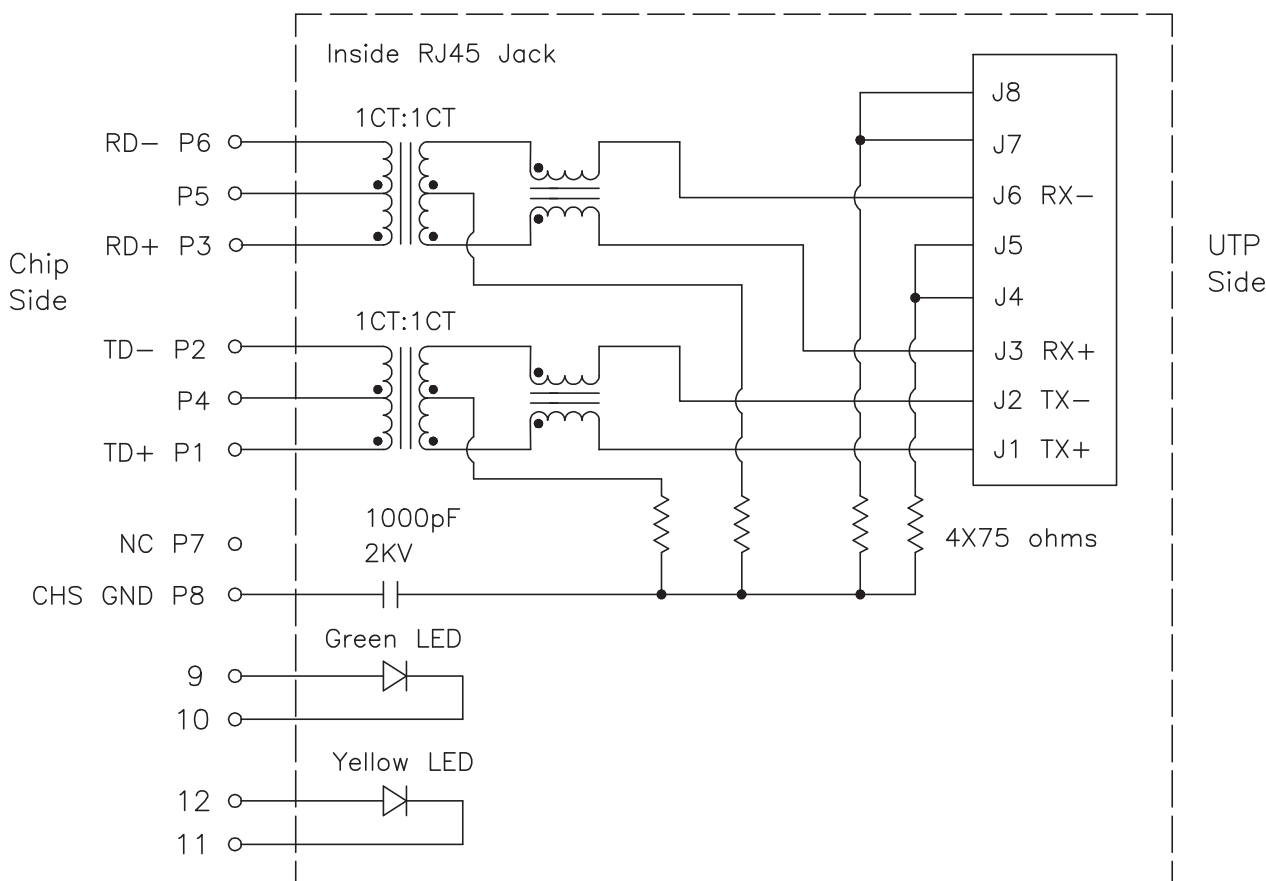 Inside RJ45 Jack
1CT:1CT
RD- P6
P5
RD+ P3
Chip
Side
1CT:1CT
TD- P2
P4
TD+ P1
J8
J7
J6 RX-
J5
J4
J3 RX+
J2 TX-
J1 TX+
UTP
Side
1000pF
2KV
4X75 ohms
NC P7
CHS GND P8
Green LED
9
10
Yellow LED
12
11